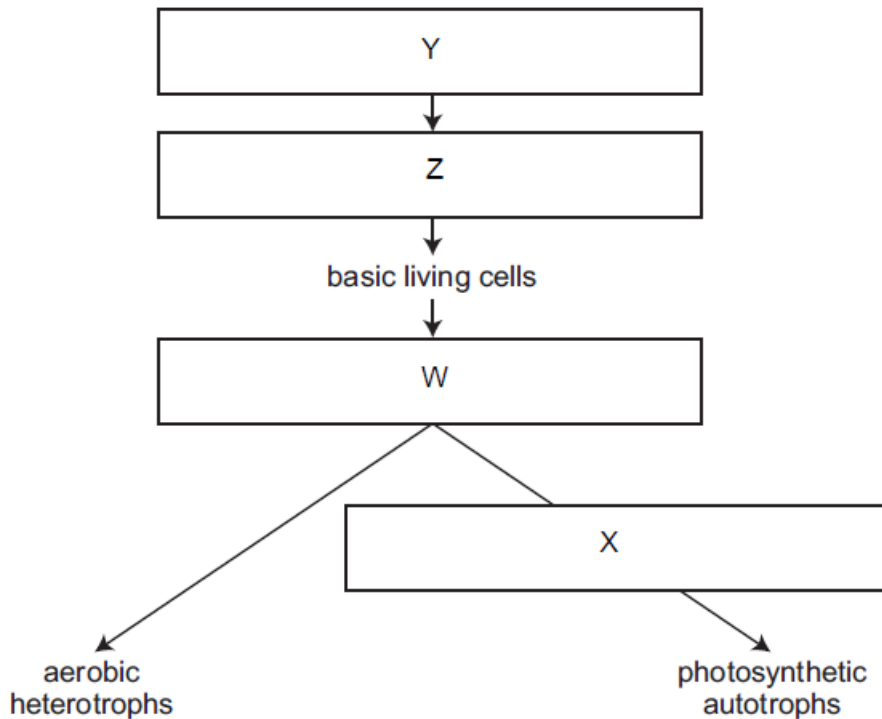 Y
Z
basic living cells
W
X
aerobic
heterotrophs
photosynthetic
autotrophs